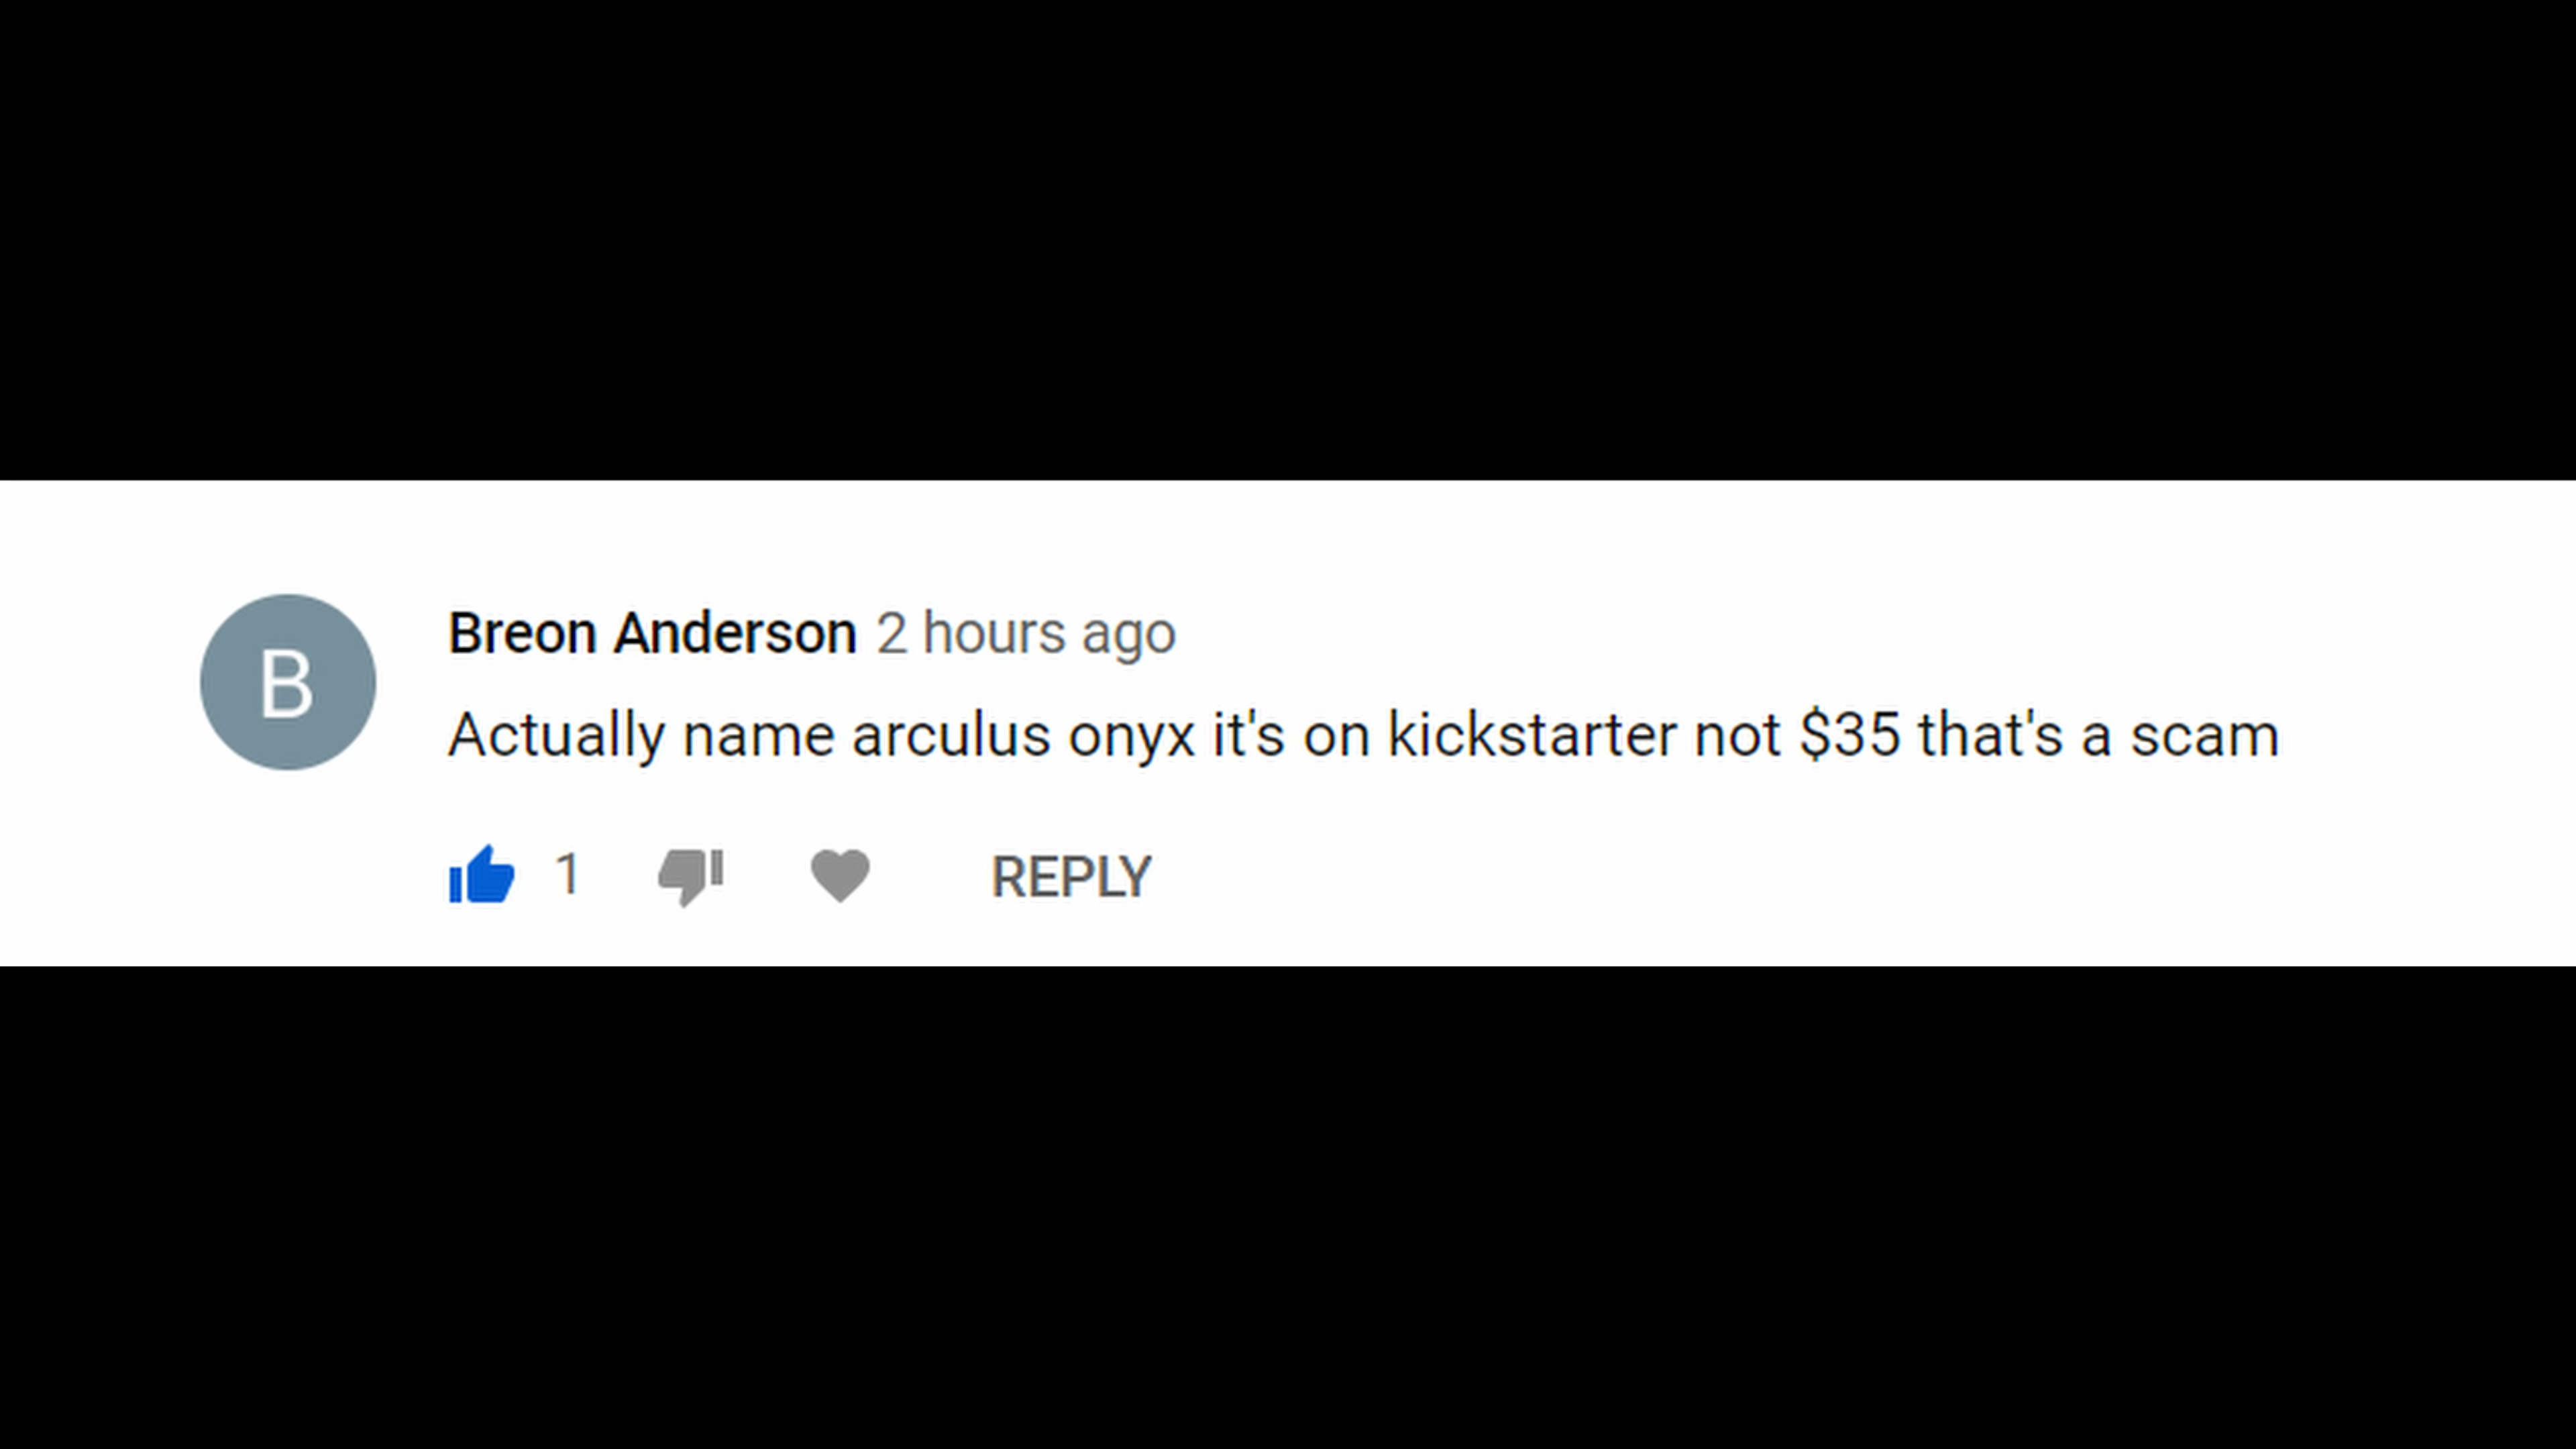 B
Breon Anderson 2 hours ago
Actually name arculus onyx it's on kickstarter not $35 that's a scam
1 REPLY